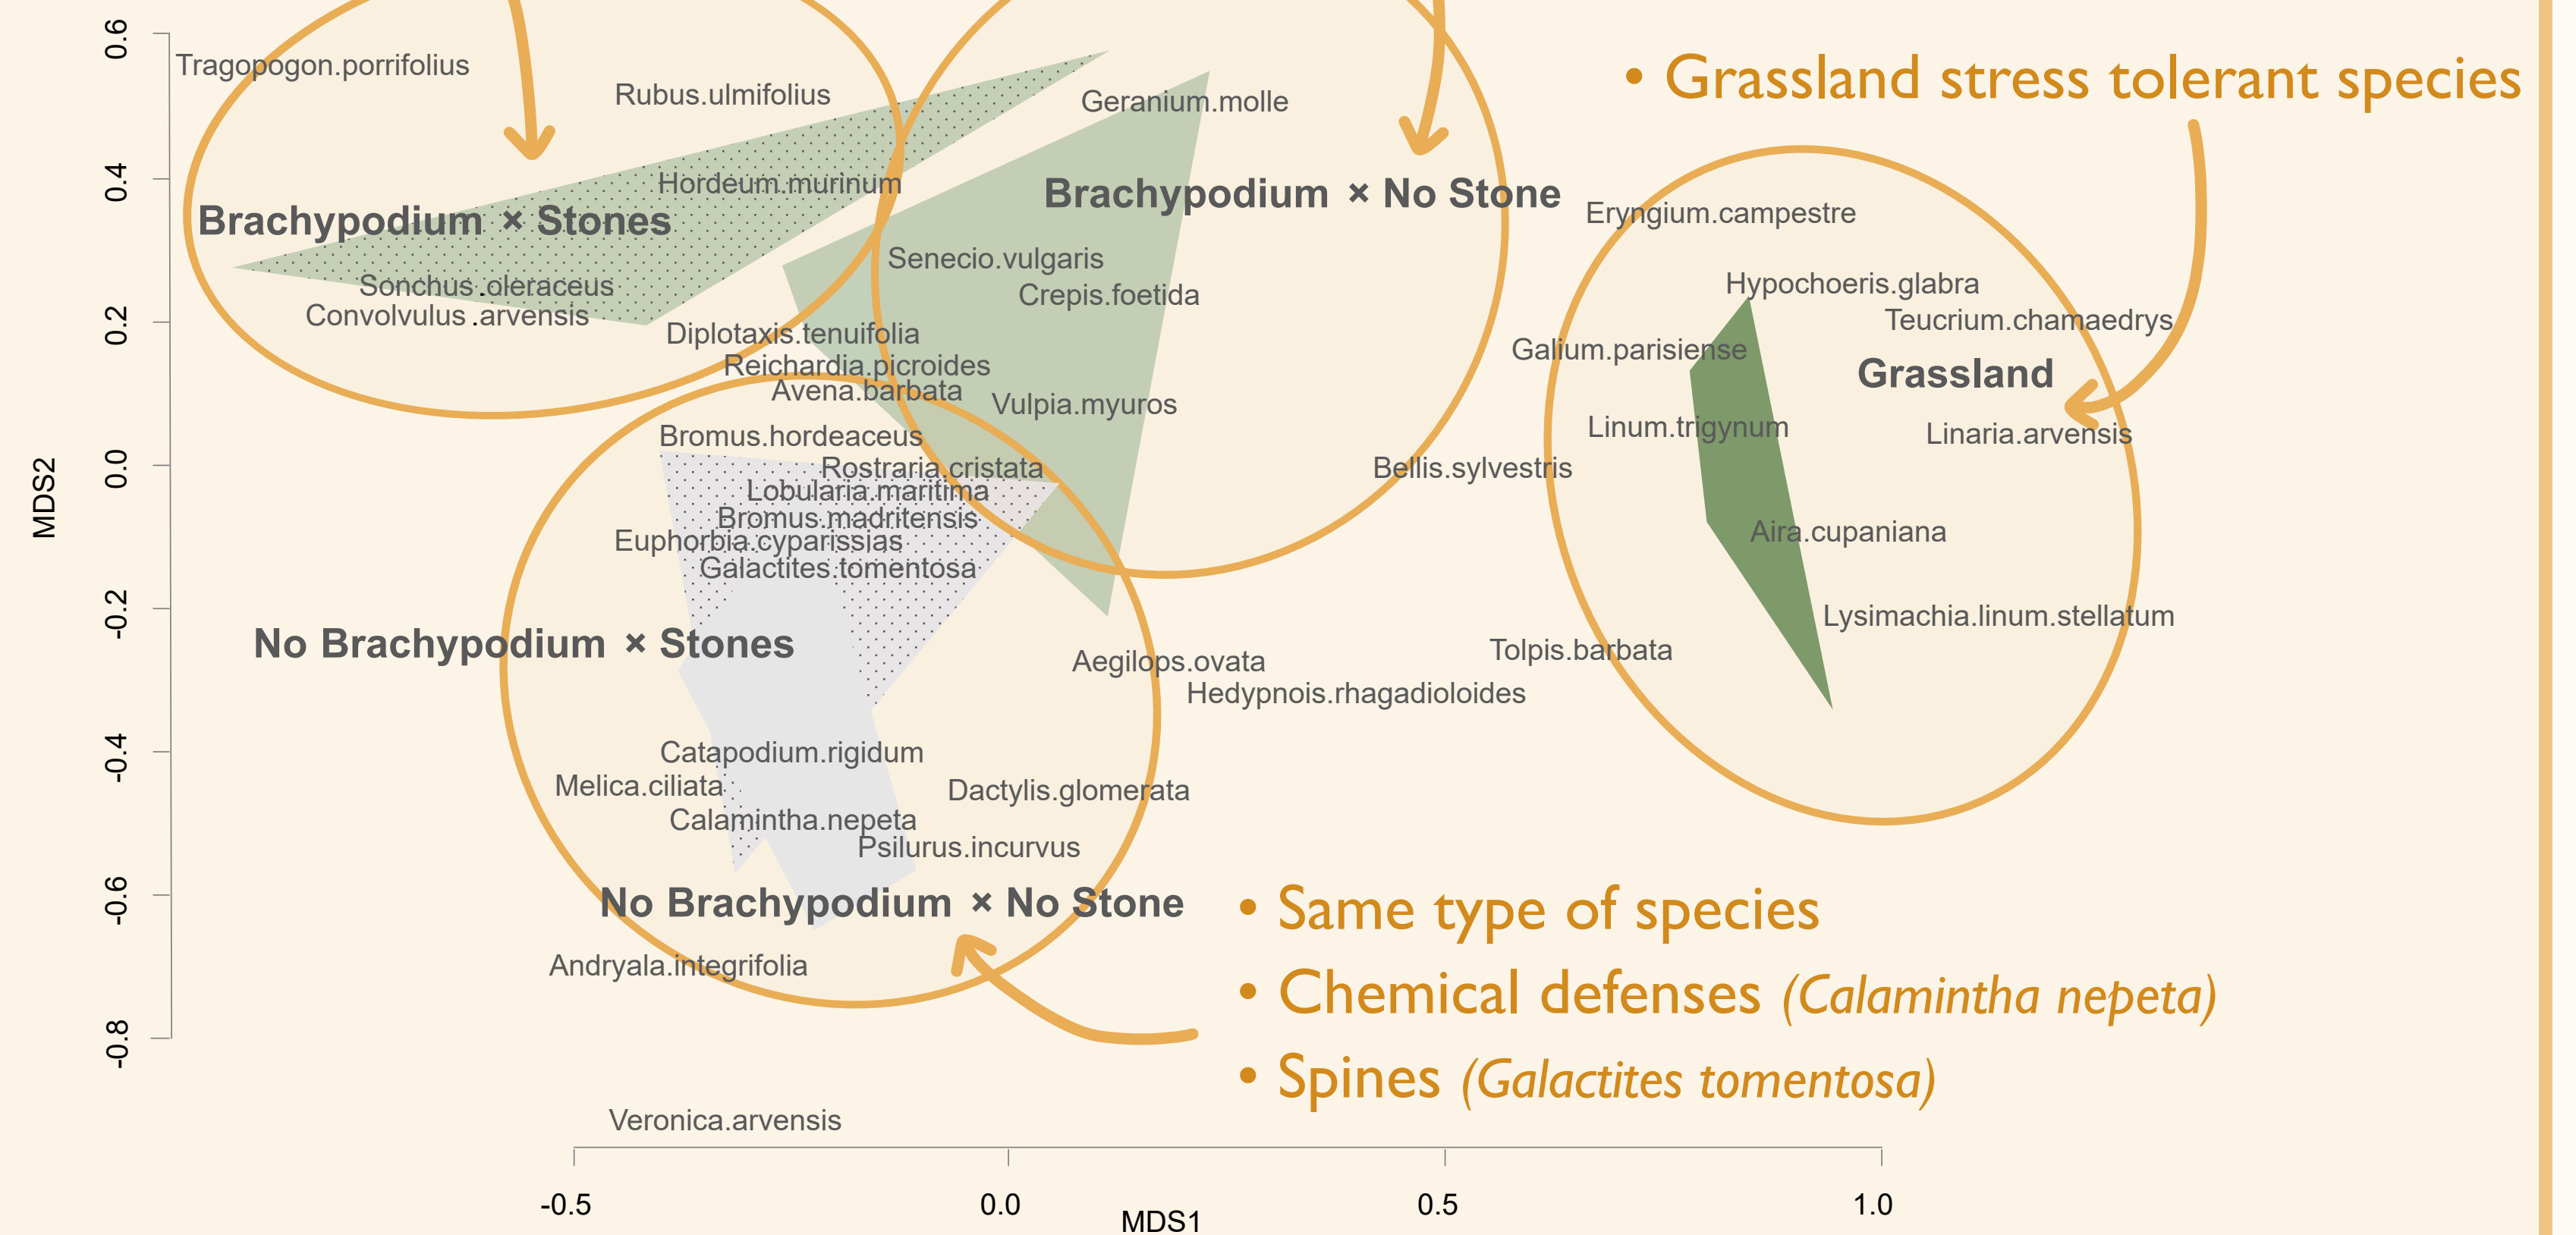 0.6
Tragopogon.porrifolius
Rubus.ulmifolius
Geranium.molle
• Grassland stress tolerant species
0.4
Hordeum.murinum
Brachypodium × Stones
Brachypodium × No Stone
Eryngium.campestre
Senecio.vulgaris
Sonchus.oleraceus
Crepis.foetida
Hypochoeris.glabra
Convolvulus.arvensis
0.2
Diplotaxis.tenuifolia
Teucrium.chamaedrys
Galium.parisiense
Reichardia.picroides
Grassland
Avena.barbata
Vulpia.myuros
Linum.trigynum
Linaria.arvensis
Bromus.hordeaceus
0.0
Rostraria.cristata
Bellis.sylvestris
MDS2
Lobularia.maritima
Bromus.madritensis
Aira.cupaniana
Euphorbia.cyparissias
Galactites.tomentosa
-0.2
Lysimachia.linum.stellatum
No Brachypodium × Stones
Tolpis.barbata
Aegilops.ovata
Hedypnois.rhagadioloides
-0.4
Catapodium.rigidum
Melica.ciliata
Dactylis.glomerata
Calamintha.nepeta
Psilurus.incurvus
-0.6
No Brachypodium × No Stone
• Same type of species
Andryala.integrifolia
• Chemical defenses (Calamintha nepeta)
-0.8
• Spines (Galactites tomentosa)
Veronica.arvensis
-0.5 0.0 0.5 1.0
MDS1